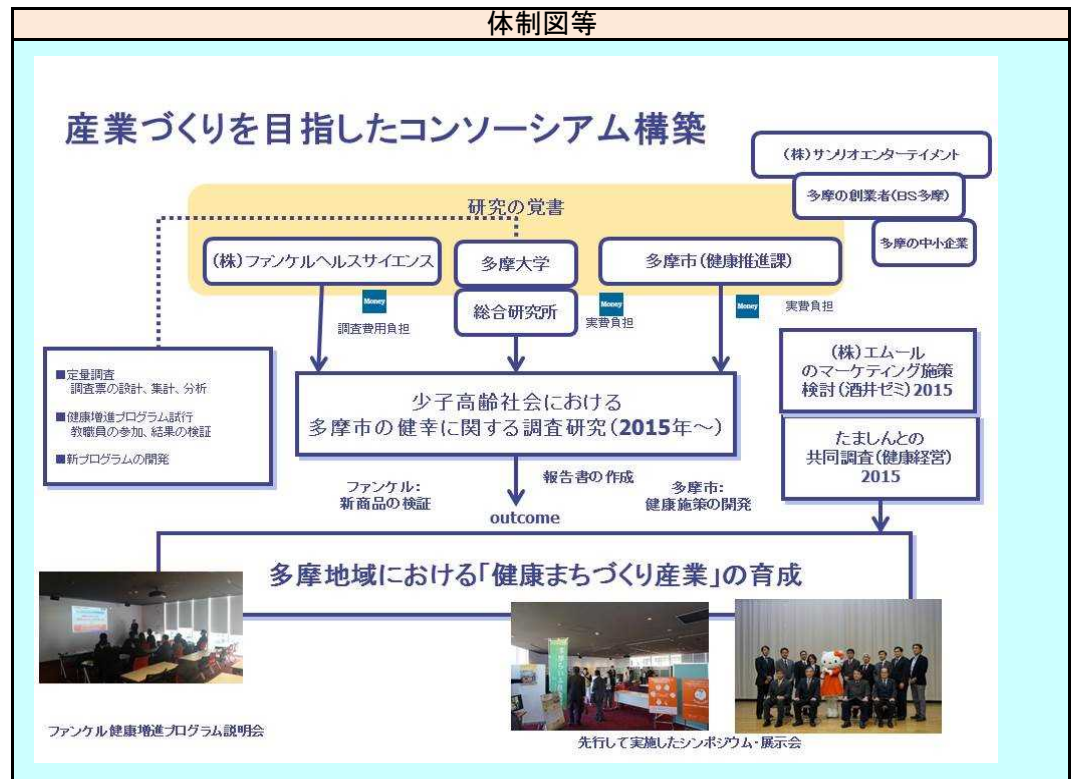 体制図等
産業づくりを目指したコンソーシアム構築
(株)サンリオエンターテイメント
多摩の創業者(BS多摩)
多摩の中小企業
研究の覚書
(株)ファンケルヘルスサイエンス
多摩大学
多摩市(健康推進課)
総合研究所
Money
調査費用負担
Money
実費負担
Money
実費負担
■定量調査
調査票の設計、集計、分析
■健康増進プログラム試行
教職員の参加、結果の検証
■新プログラムの開発
少子高齢社会における
多摩市の健幸に関する調査研究(2015年~)
(株)エムール
のマーケティング施策
検討(酒井ゼミ)2015
たましんとの
共同調査(健康経営)
2015
ファンケル:
新商品の検証
報告書の作成
多摩市:
健康施策の開発
outcome
多摩地域における「健康まちづくり産業」の育成
ファンケル健康増進プログラム説明会
先行して実施したシンポジウム・展示会